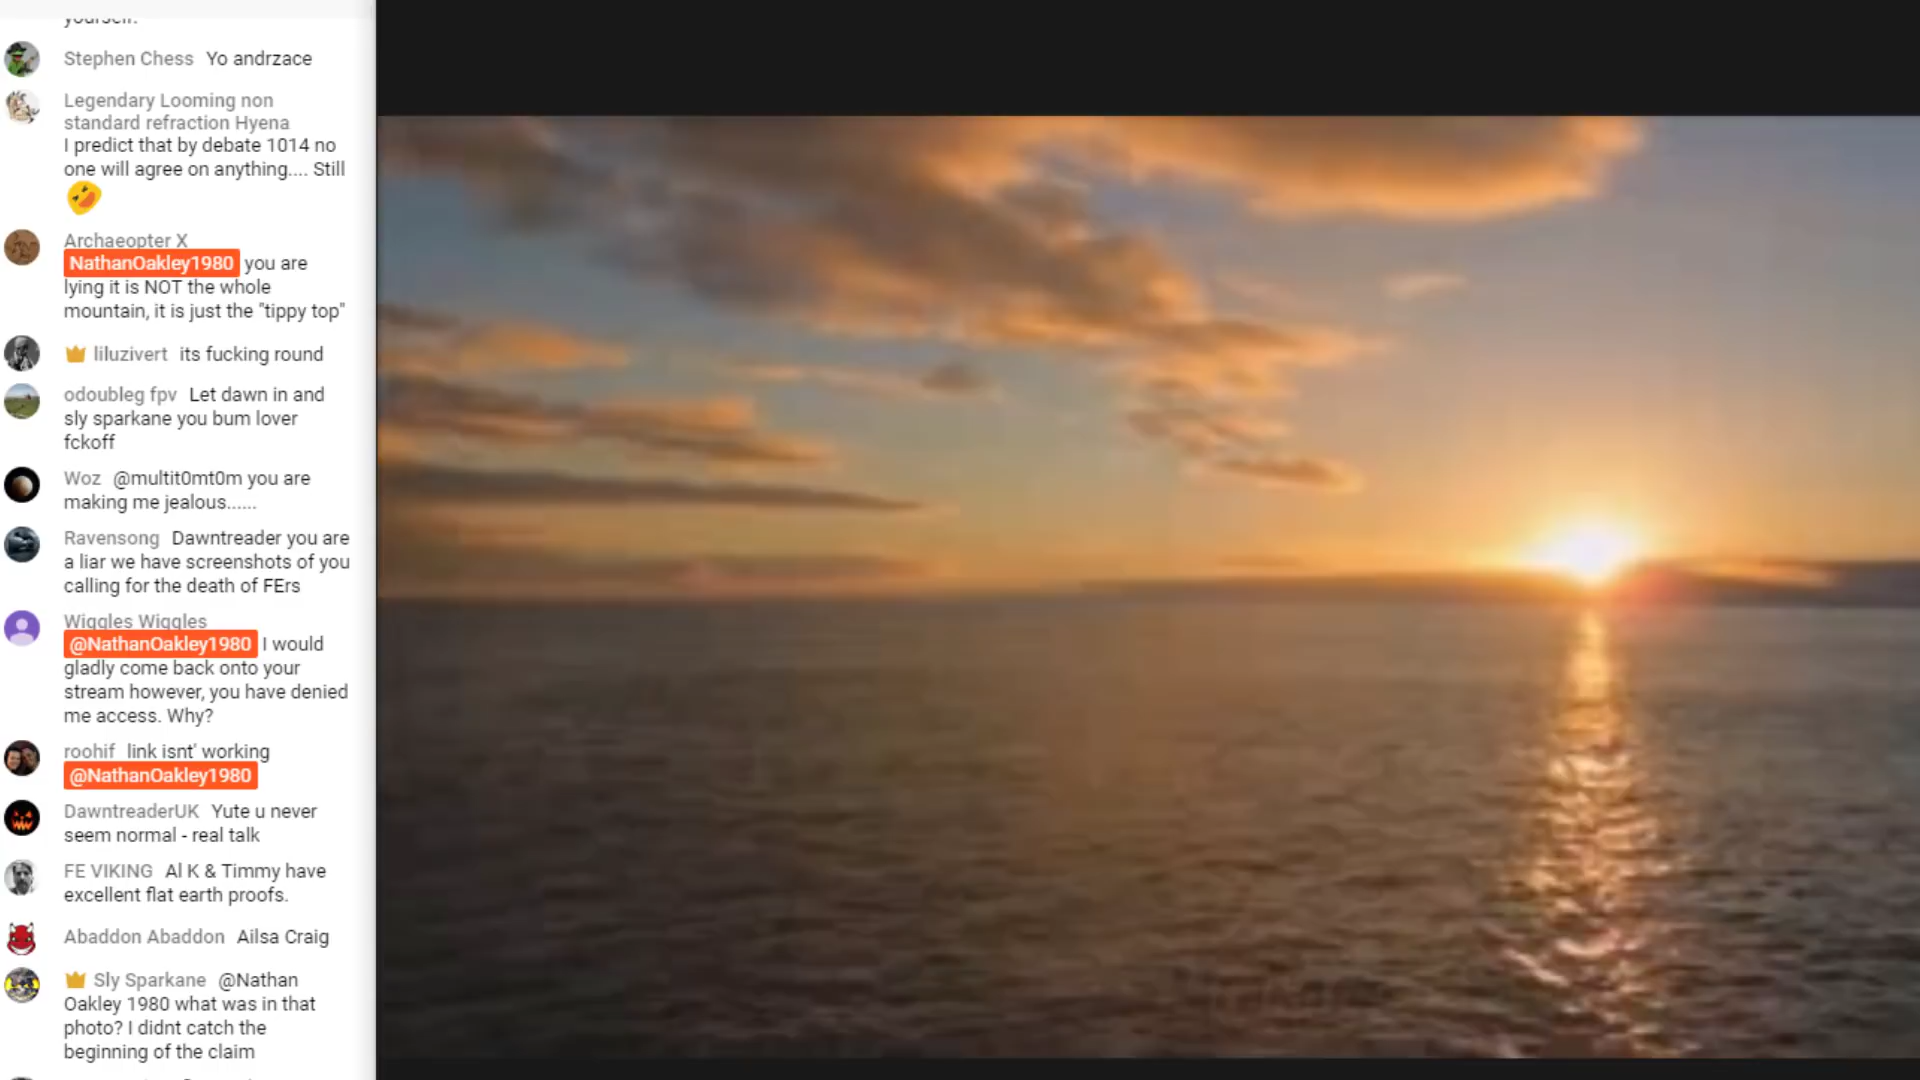 yourself.
Stephen Chess Yo andrzace
Legendary Looming non
standard refraction Hyena
I predict that by debate 1014 no
one will agree on anything.... Still
Archaeopter X
NathanOakley1980 you are
lying it is NOT the whole
mountain, it is just the "tippy top"
liluzivert its fucking round
odoubleg fpv Let dawn in and
sly sparkane you bum lover
fckoff
Woz @multit0mt0m you are
making me jealous......
Ravensong Dawntreader you are
a liar we have screenshots of you
calling for the death of FErs
Wiggles Wiggles
@NathanOakley1980 I would
gladly come back onto your
stream however, you have denied
me access. Why?
roohif link isnt' working
@NathanOakley1980
DawntreaderUK Yute u never
seem normal - real talk
FE VIKING Al K & Timmy have
excellent flat earth proofs.
Abaddon Abaddon Ailsa Craig
Sly Sparkane @Nathan
Oakley 1980 what was in that
photo? I didnt catch the
beginning of the claim